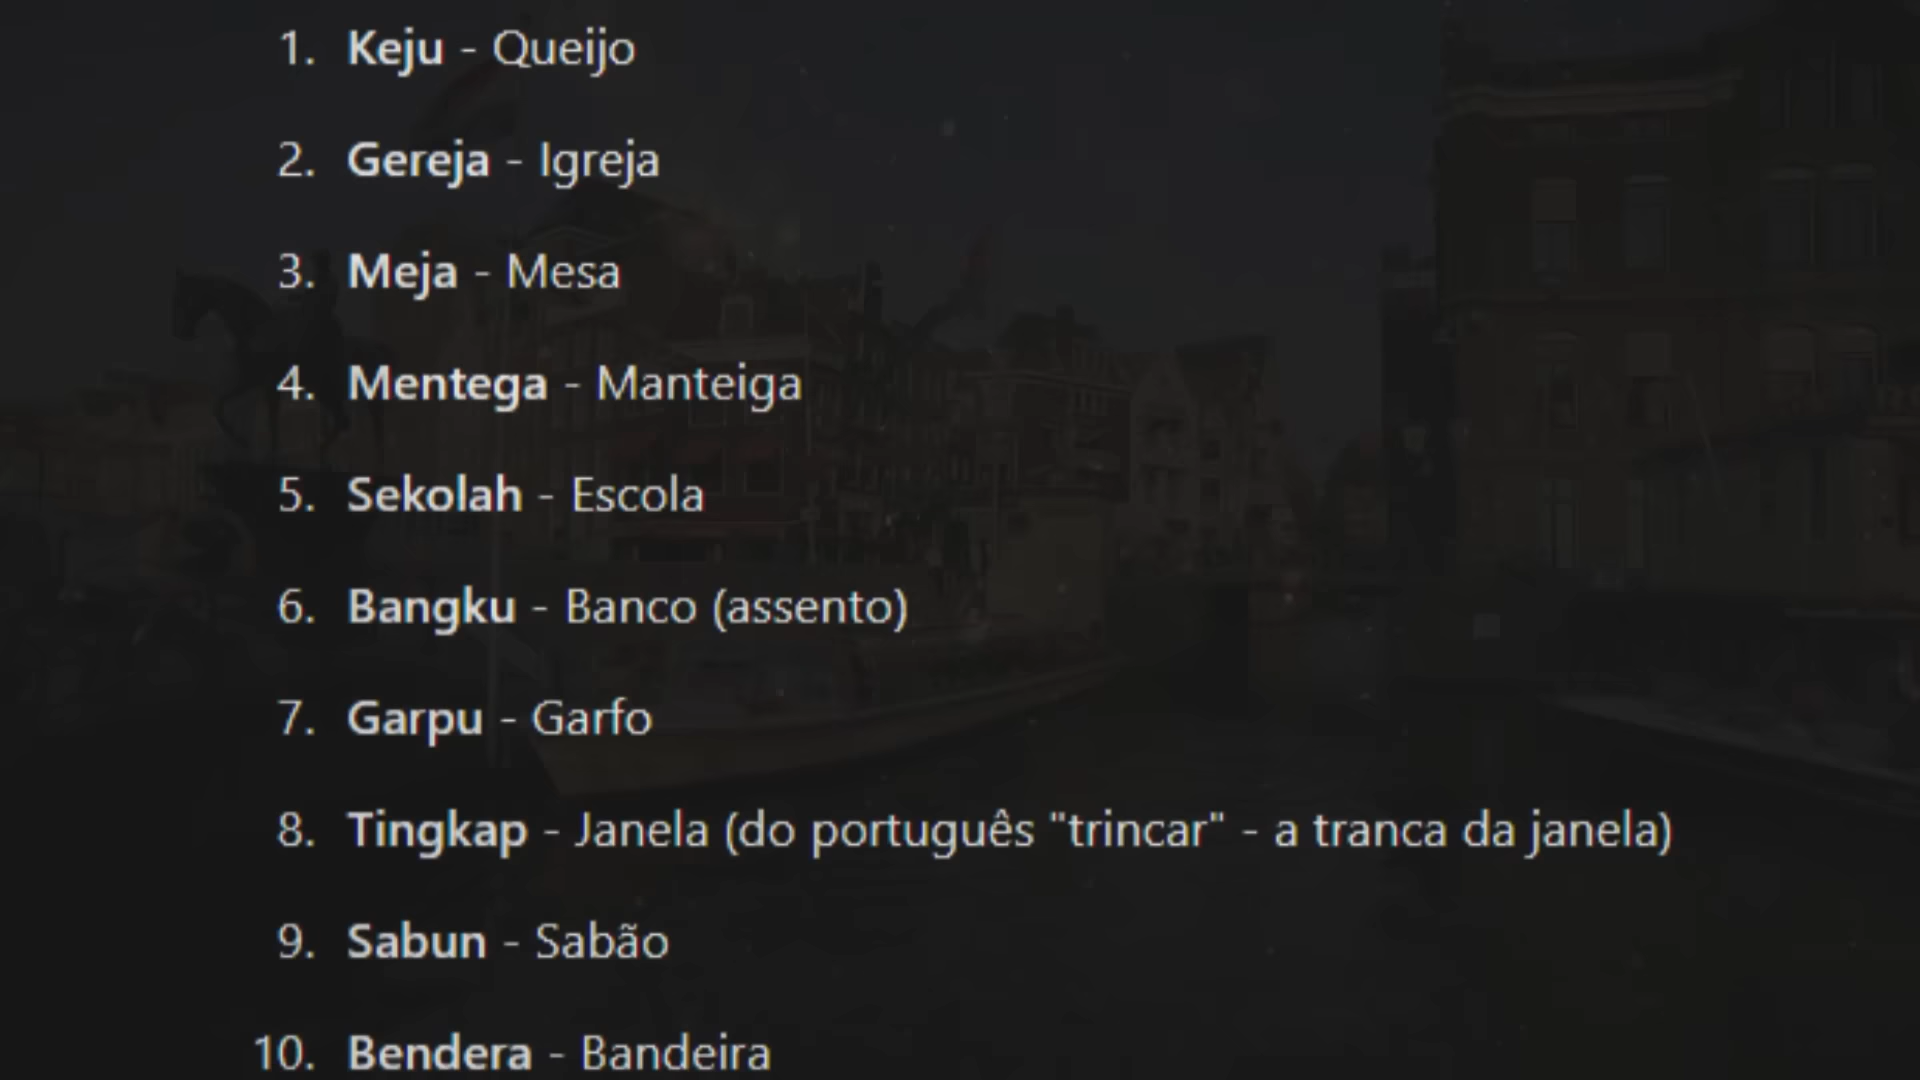 1. Keju - Queijo
2. Gereja - Igreja
3. Meja - Mesa
4. Mentega - Manteiga
5. Sekolah - Escola
6. Bangku - Banco (assento)
7. Garpu - Garfo
8. Tingkap - Janela (do português "trincar" - a tranca da janela)
9. Sabun - Sabão
10. Bendera - Bandeira